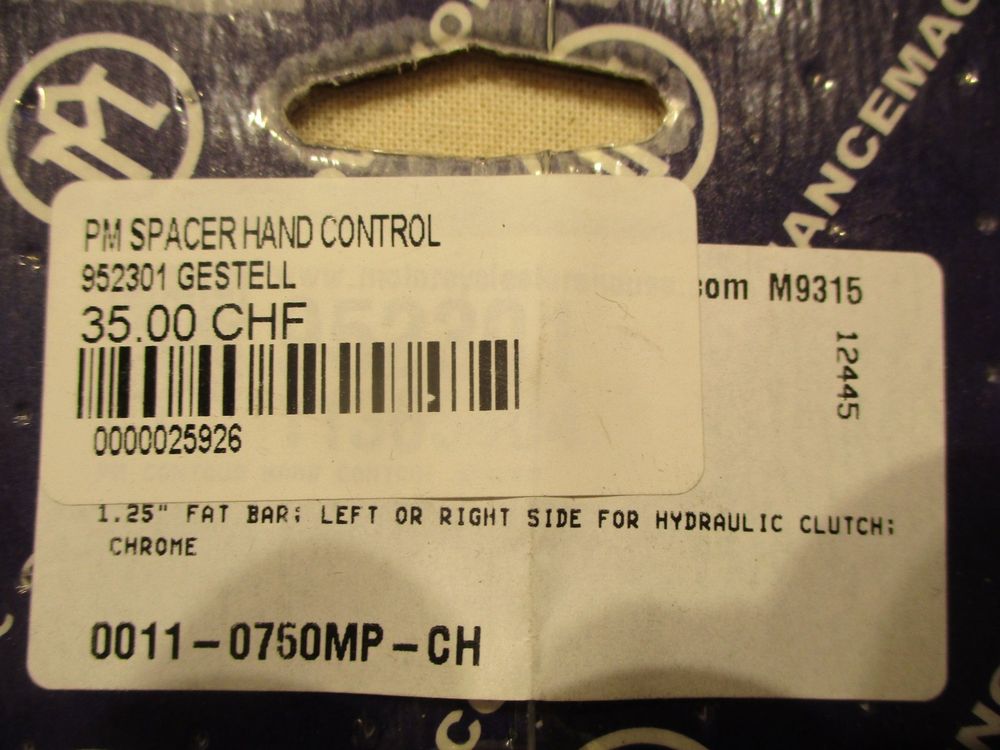 ANCEMAC
PM SPACER HAND CONTROL
952301 GESTELL
35.00 CHF
0000025926
com M9315
12445
1.25" FAT BAR; LEFT OR RIGHT SIDE FOR HYDRAULIC CLUTCH;
CHROME
0011-0750MP-CH